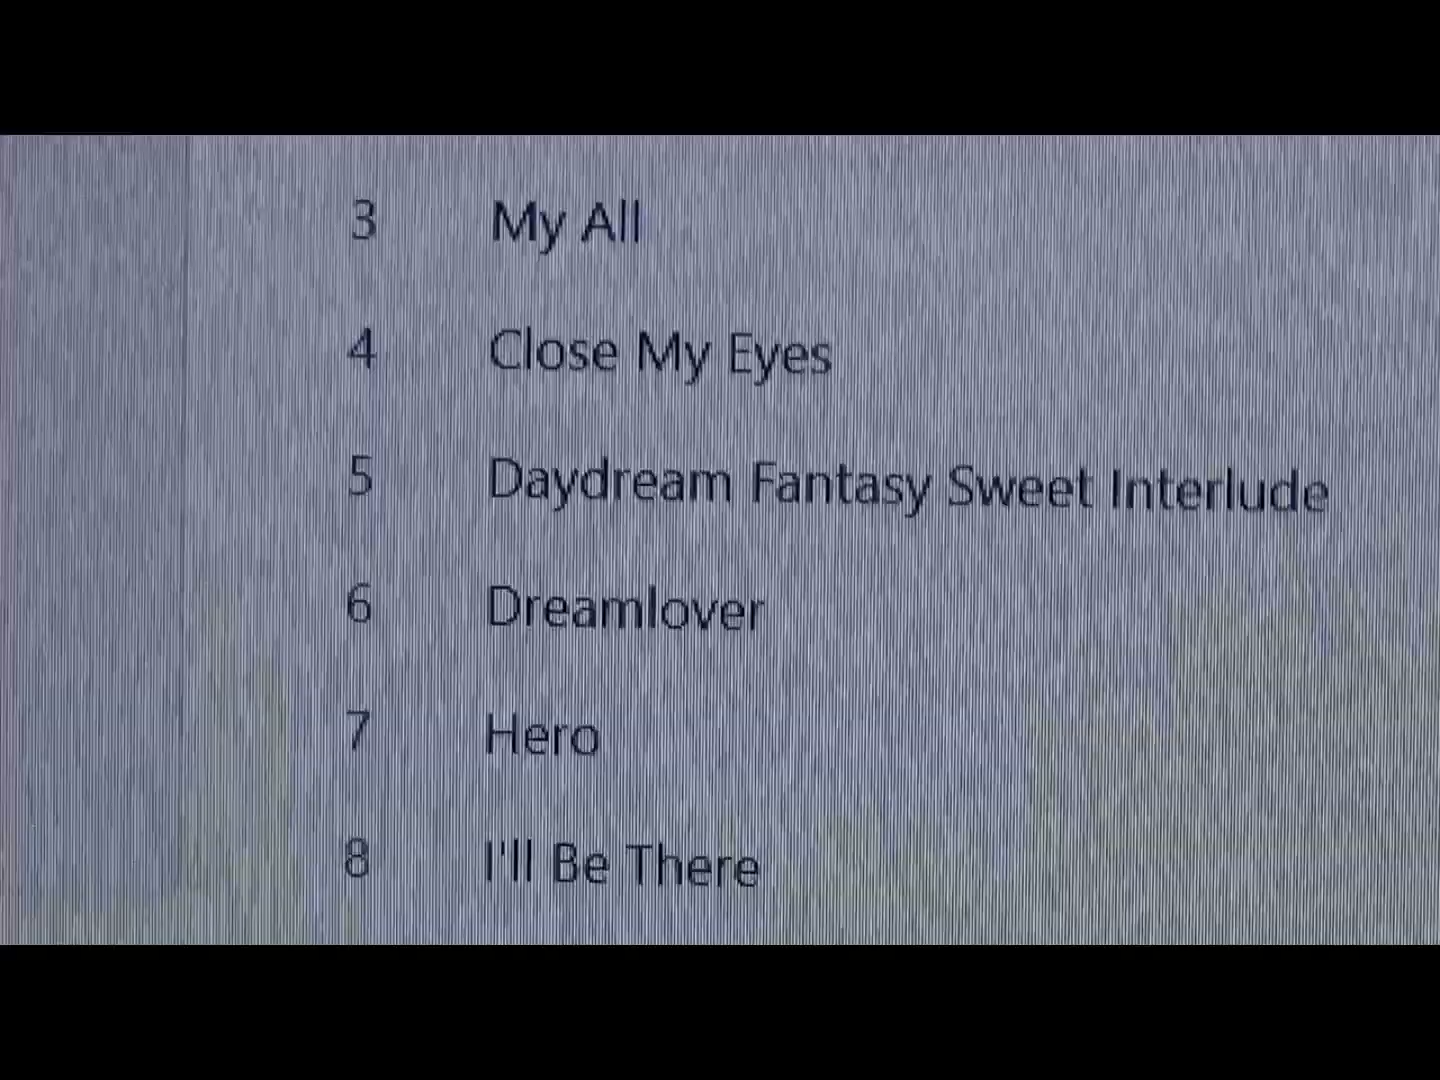 3 My All
4 Close My Eyes
5 Daydream Fantasy Sweet Interlude
6 Dreamlover
7 Hero
8 I'll Be There